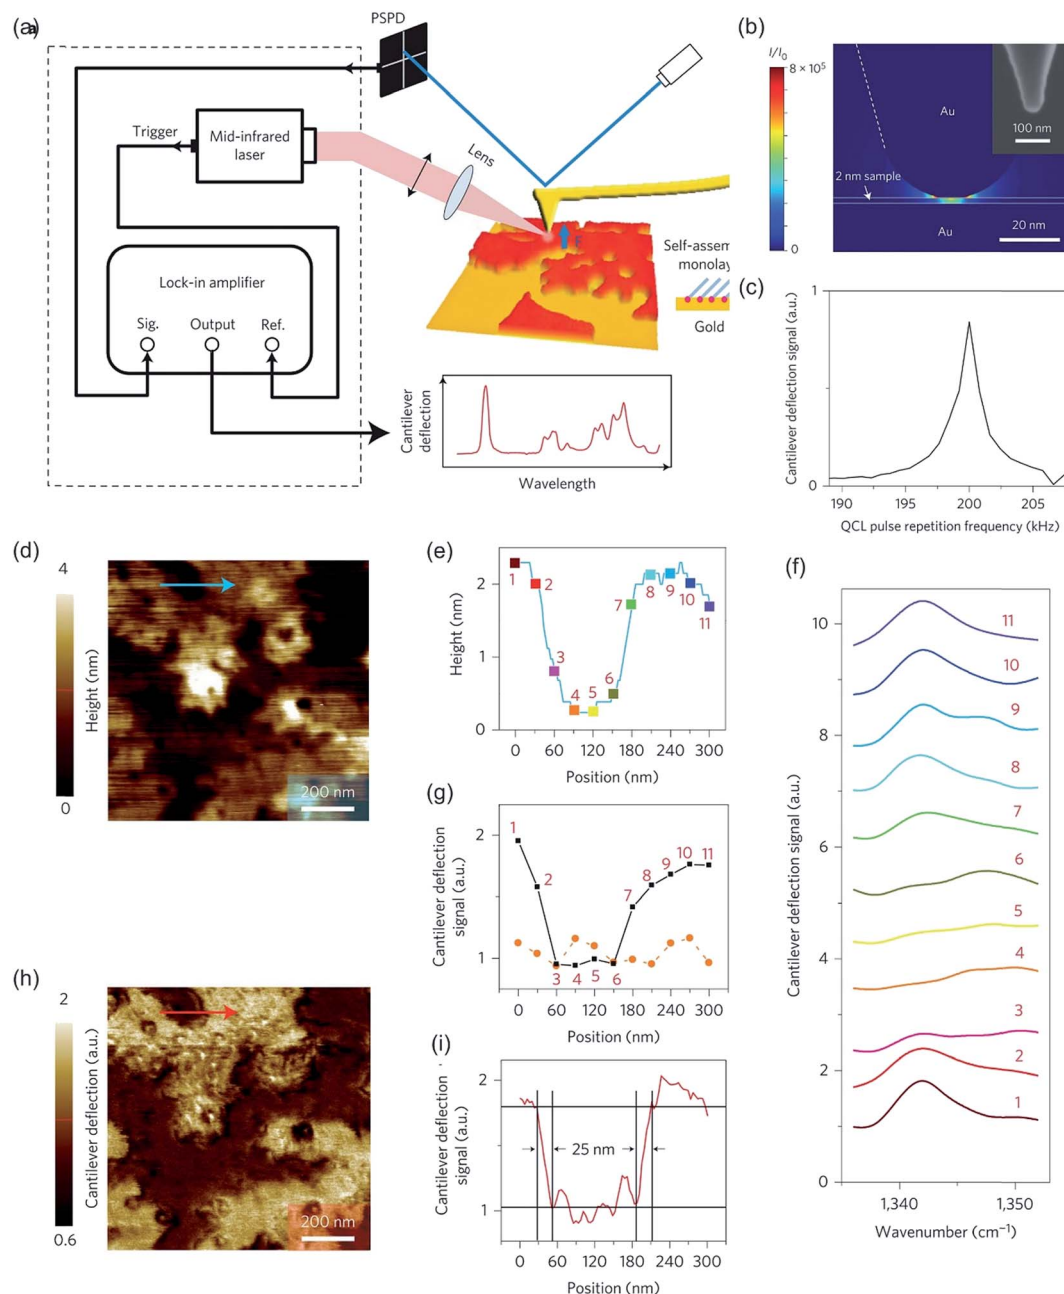 (a)
a
PSPD
Trigger
Mid-infrared
laser
Lens
F
Lock-in amplifier
Sig.
Output
Ref.
Self-assem
monolay
Gold
Cantilever
deflection
Wavelength
(b)
I/I0
8 × 10⁵
0
Au
100 nm
2 nm sample
Au
20 nm
(c)
Cantilever deflection signal (a.u.)
1
0
190
195
200
205
QCL pulse repetition frequency (kHz)
(d)
4
Height (nm)
0
200 nm
(e)
Height (nm)
2
1
0
1
2
3
4
5
6
7
8
9
10
11
0
60
120
180
240
300
Position (nm)
(f)
Cantilever deflection signal (a.u.)
10
8
6
4
2
0
11
10
9
8
7
6
5
4
3
2
1
1,340
1,350
Wavenumber (cm⁻¹)
(g)
Cantilever deflection
signal (a.u.)
2
1
1
2
3
4
5
6
7
8
9
10
11
0
60
120
180
240
300
Position (nm)
(h)
2
Cantilever deflection (a.u.)
0.6
200 nm
(i)
Cantilever deflection
signal (a.u.)
2
1
25 nm
0
60
120
180
240
300
Position (nm)